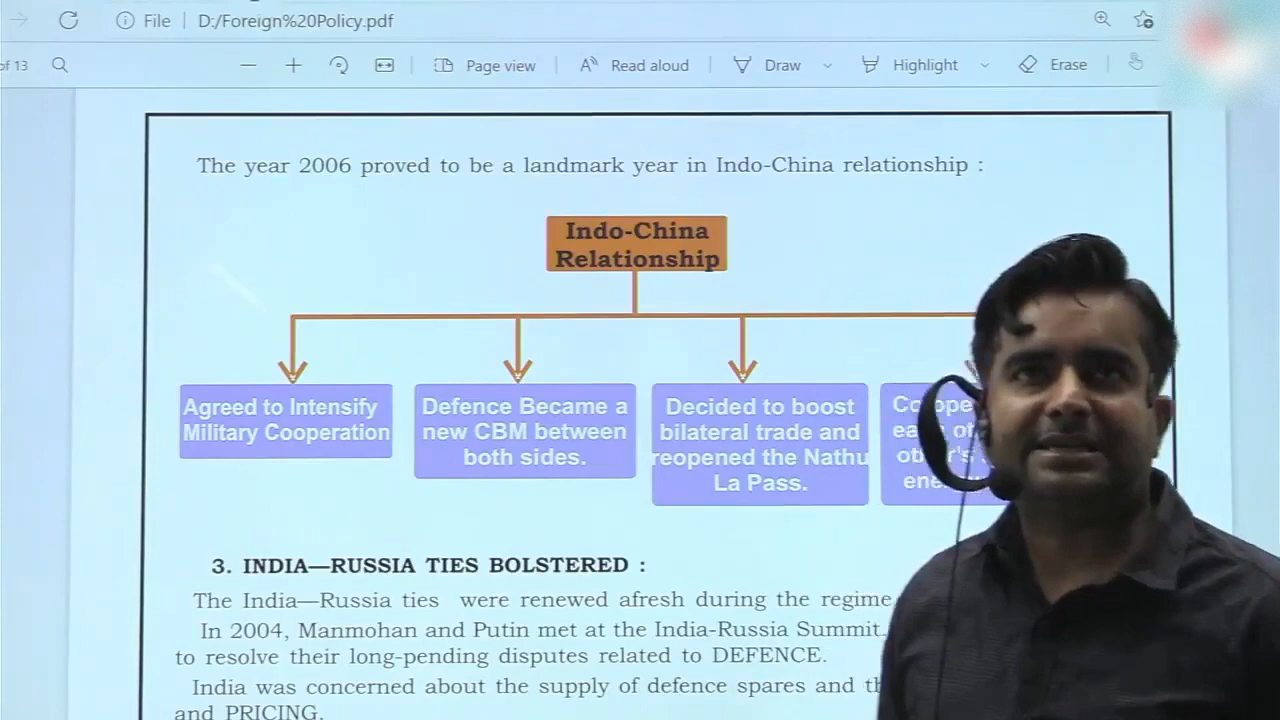 File D:/Foreign%20Policy.pdf
of 13 Page view Read aloud Draw Highlight Erase
The year 2006 proved to be a landmark year in Indo-China relationship :
Indo-China
Relationship
Agreed to Intensify
Military Cooperation
Defence Became a
new CBM between
both sides.
Decided to boost
bilateral trade and
reopened the Nathu
La Pass.
3. INDIA—RUSSIA TIES BOLSTERED :
The India—Russia ties were renewed afresh during the regime
In 2004, Manmohan and Putin met at the India-Russia Summit.
to resolve their long-pending disputes related to DEFENCE.
India was concerned about the supply of defence spares and
and PRICING.